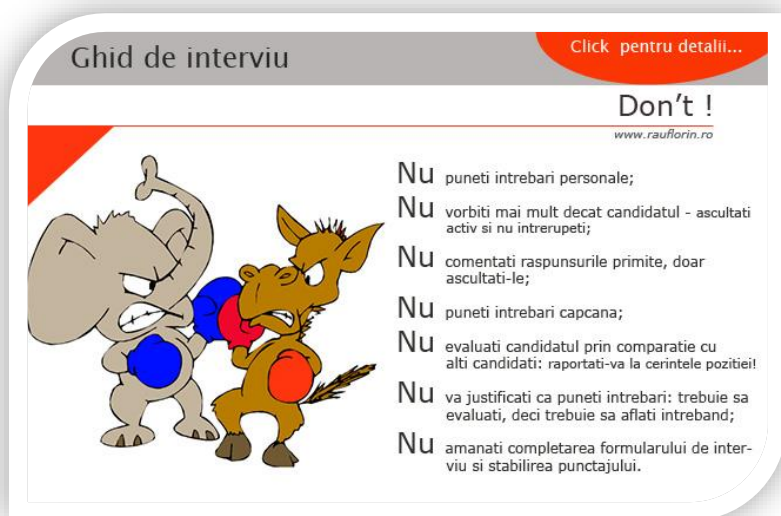 Ghid de interviu
Click pentru detalii...
Don't !
www.rauflorin.ro
Nu puneti intrebari personale;
Nu vorbiti mai mult decat candidatul - ascultati
activ si nu intrerupeti;
Nu comentati raspunsurile primite, doar
ascultati-le;
Nu puneti intrebari capcana;
Nu evaluati candidatul prin comparatie cu
alti candidati: raportati-va la cerintele pozitiei!
Nu va justificati ca puneti intrebari: trebuie sa
evaluati, deci trebuie sa aflati intreband;
Nu amanati completarea formularului de inter-
viu si stabilirea punctajului.